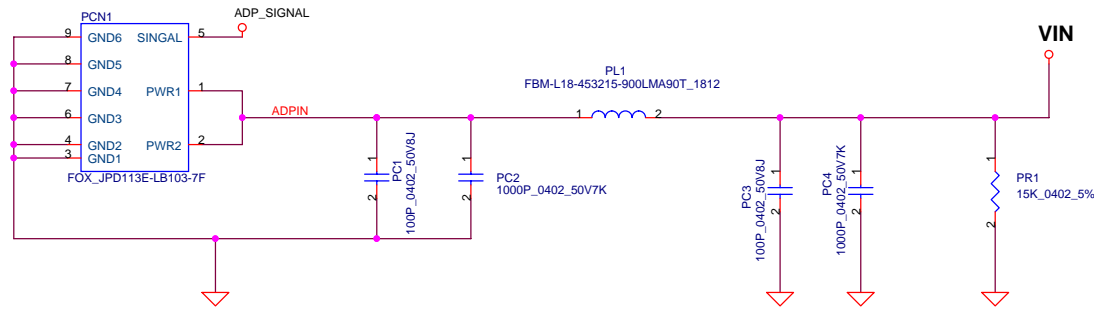 PCN1
ADP_SIGNAL
9 GND6 SINGAL 5
8 GND5
7 GND4 PWR1 1
6 GND3
4 GND2 PWR2 2
3 GND1
FOX_JPD113E-LB103-7F
ADPIN
1
2
PC1
100P_0402_50V8J
1
2
PC2
1000P_0402_50V7K
PL1
FBM-L18-453215-900LMA90T_1812
1 2
1
2
PC3
100P_0402_50V8J
1
2
PC4
1000P_0402_50V7K
VIN
1
2
PR1
15K_0402_5%